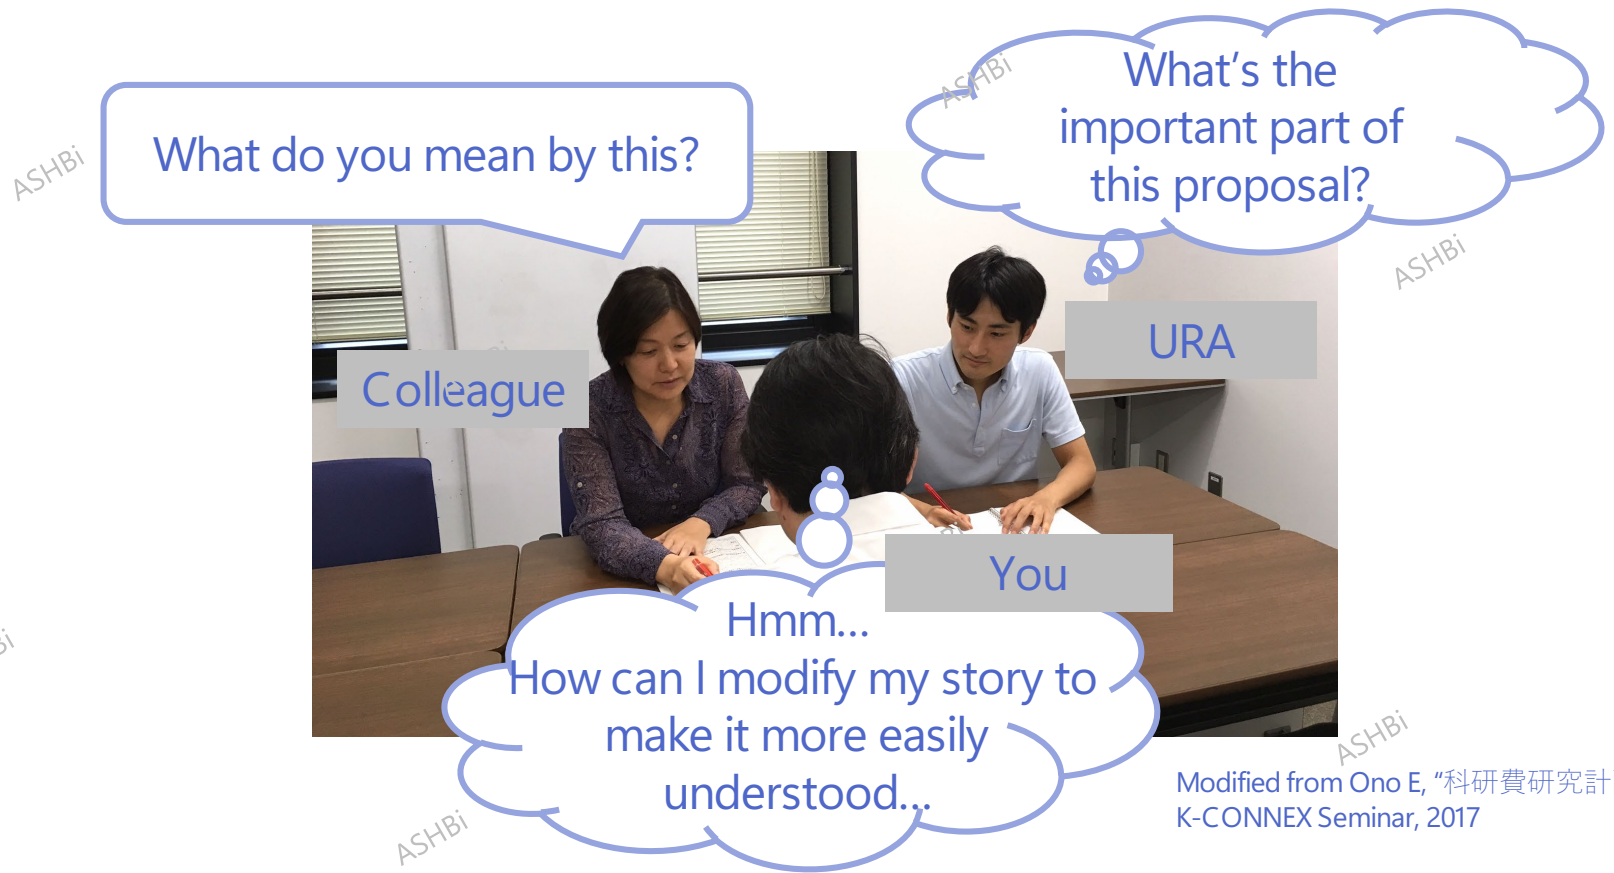 What's the
important part of
this proposal?
What do you mean by this?
URA
Colleague
You
Hmm...
How can I modify my story to
make it more easily
understood...
Modified from Ono E, “科研費研究計
K-CONNEX Seminar, 2017
ASHBi
ASHBi
ASHBi
ASHBi
ASHBi